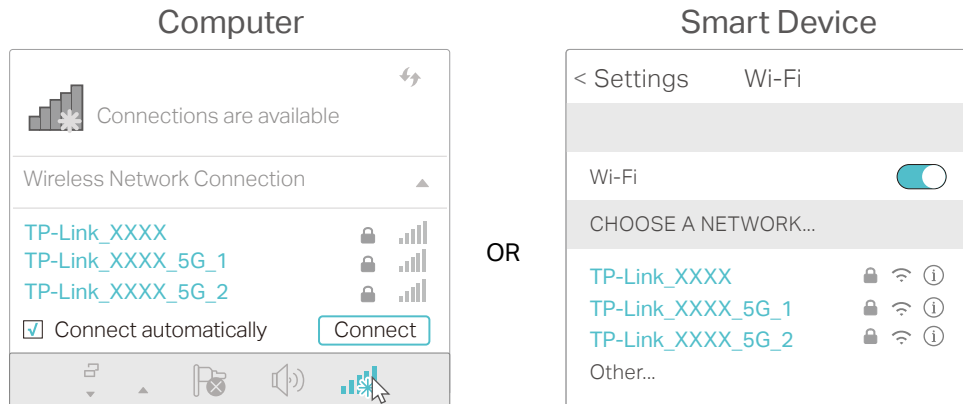 Computer
Connections are available
Wireless Network Connection
TP-Link_XXXX
TP-Link_XXXX_5G_1
TP-Link_XXXX_5G_2
Connect automatically
Connect
OR
Smart Device
< Settings Wi-Fi
Wi-Fi
CHOOSE A NETWORK...
TP-Link_XXXX
TP-Link_XXXX_5G_1
TP-Link_XXXX_5G_2
Other...